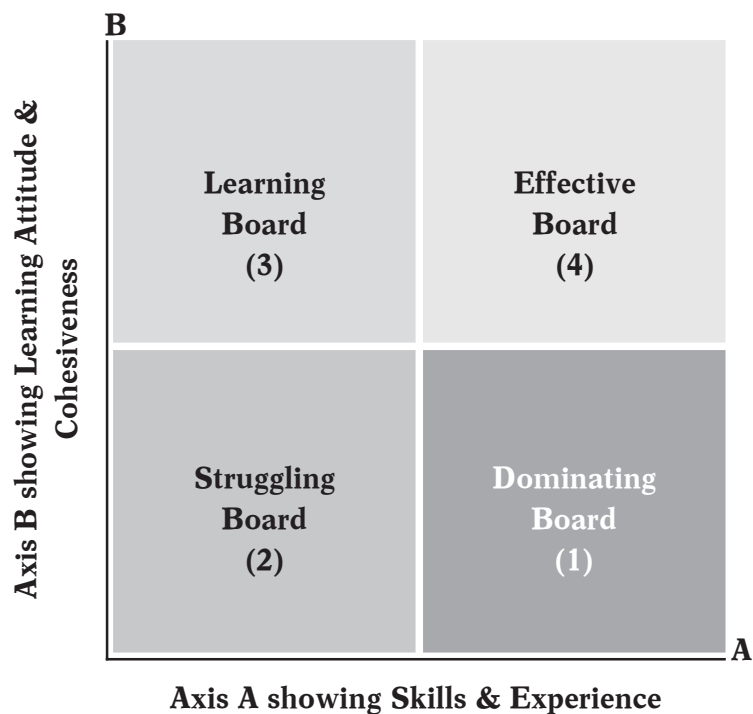 B
Axis B showing Learning Attitude &
Cohesiveness
Learning
Board
(3)
Effective
Board
(4)
Struggling
Board
(2)
Dominating
Board
(1)
A
Axis A showing Skills & Experience